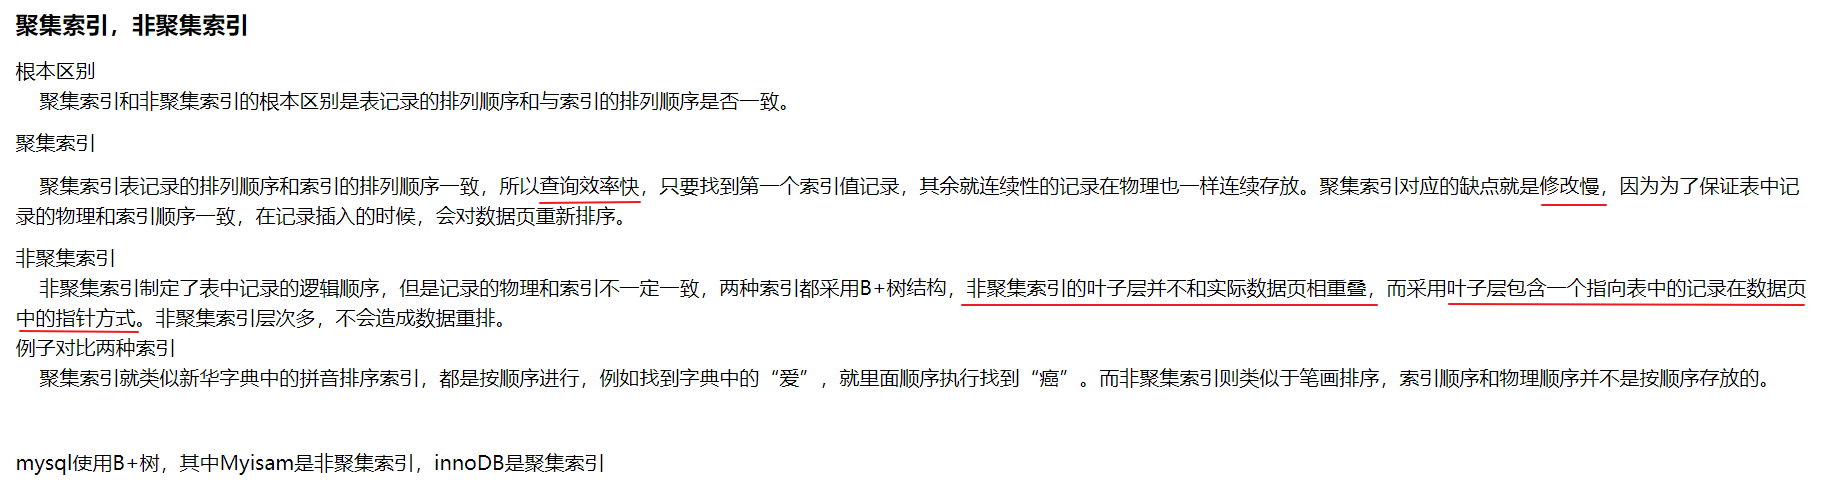 聚集索引，非聚集索引
根本区别
聚集索引和非聚集索引的根本区别是表记录的排列顺序和与索引的排列顺序是否一致。
聚集索引
聚集索引表记录的排列顺序和索引的排列顺序一致，所以查询效率快，只要找到第一个索引值记录，其余就连续性的记录在物理也一样连续存放。聚集索引对应的缺点就是修改慢，因为为了保证表中记
录的物理和索引顺序一致，在记录插入的时候，会对数据页重新排序。
非聚集索引
非聚集索引制定了表中记录的逻辑顺序，但是记录的物理和索引不一定一致，两种索引都采用B+树结构，非聚集索引的叶子层并不和实际数据页相重叠，而采用叶子层包含一个指向表中的记录在数据页
中的指针方式。非聚集索引层次多，不会造成数据重排。
例子对比两种索引
聚集索引就类似新华字典中的拼音排序索引，都是按顺序进行，例如找到字典中的“爱”，就里面顺序执行找到“癌”。而非聚集索引则类似于笔画排序，索引顺序和物理顺序并不是按顺序存放的。
mysql使用B+树，其中Myisam是非聚集索引，innoDB是聚集索引